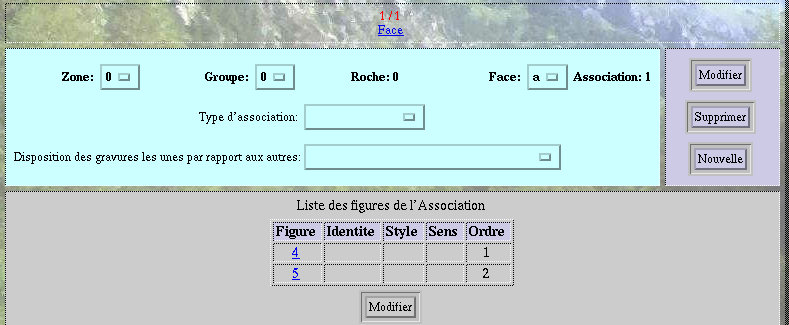 1 / 1
Face
Zone: 0 Groupe: 0 Roche: 0 Face: a Association: 1
Modifier
Type d'association:
Supprimer
Disposition des gravures les unes par rapport aux autres:
Nouvelle
Liste des figures de l'Association
Figure Identite Style Sens Ordre
4 1
5 2
Modifier